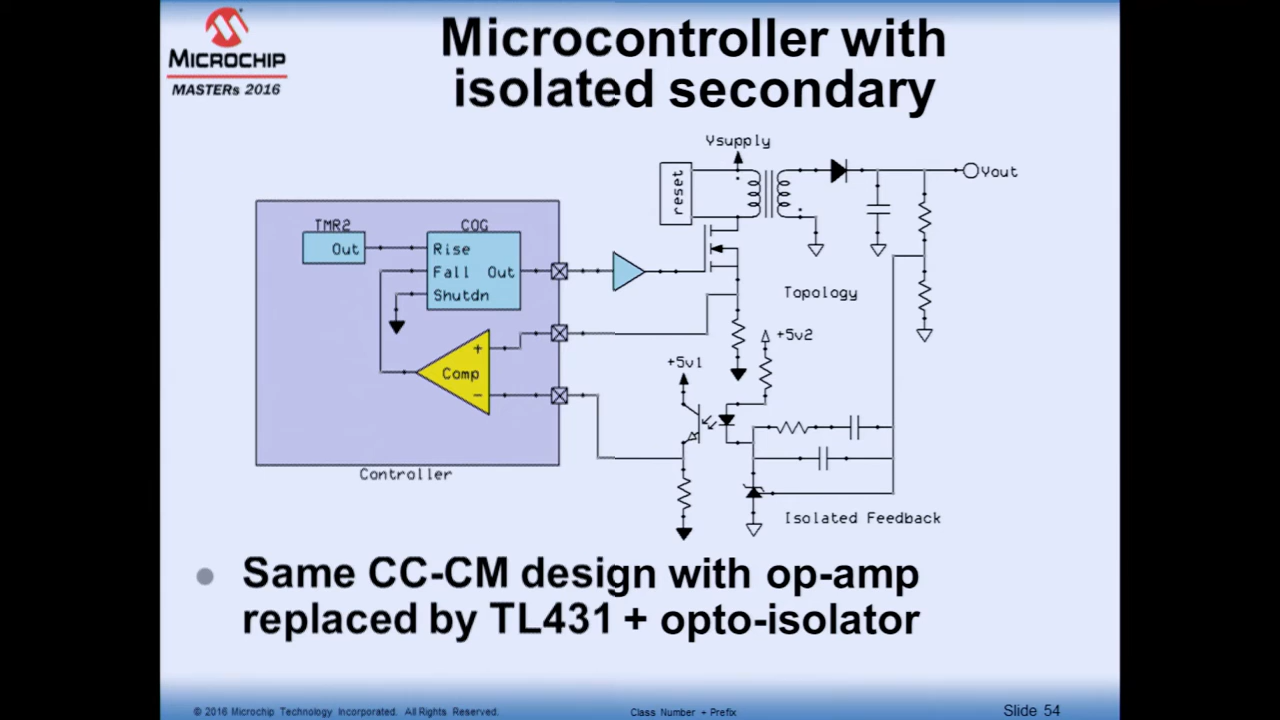 MICROCHIP
MASTERs 2016
Microcontroller with
isolated secondary
Vsupply
reset
Vout
TMR2
COG
Out
Rise
Fall Out
Shutdn
Topology
+5v2
+5v1
+
Comp
-
Controller
Isolated Feedback
Same CC-CM design with op-amp
replaced by TL431 + opto-isolator
© 2016 Microchip Technology Incorporated. All Rights Reserved.
Class Number + Prefix
Slide 54